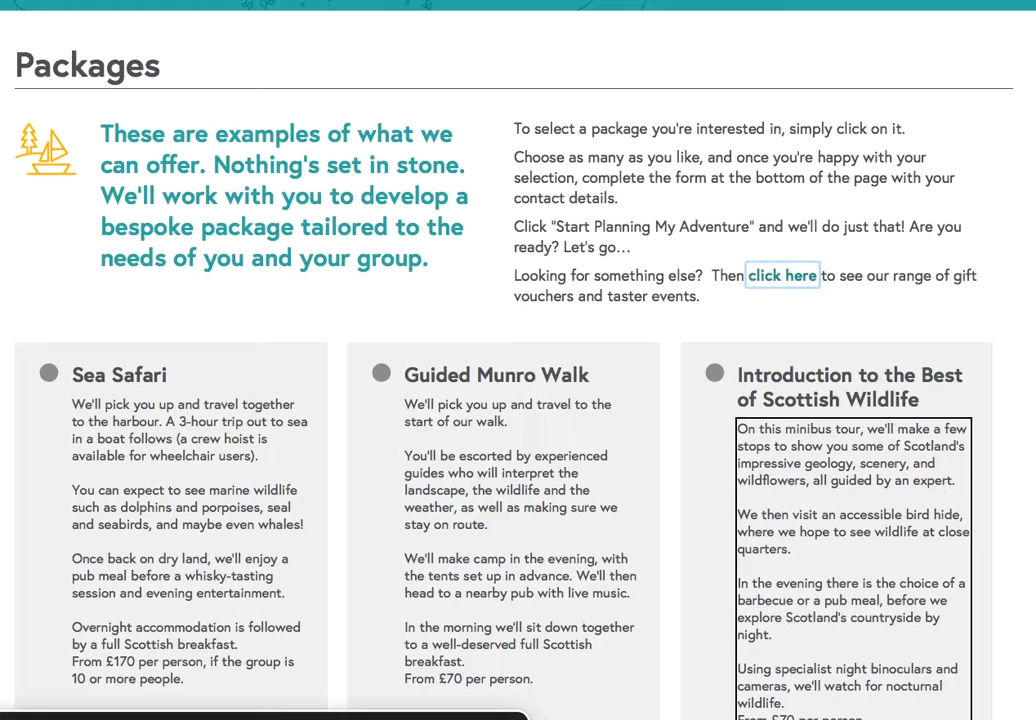 Packages
These are examples of what we
can offer. Nothing's set in stone.
We'll work with you to develop a
bespoke package tailored to the
needs of you and your group.
To select a package you're interested in, simply click on it.
Choose as many as you like, and once you're happy with your
selection, complete the form at the bottom of the page with your
contact details.
Click "Start Planning My Adventure" and we'll do just that! Are you
ready? Let's go...
Looking for something else? Then click here to see our range of gift
vouchers and taster events.
Sea Safari
We'll pick you up and travel together
to the harbour. A 3-hour trip out to sea
in a boat follows (a crew hoist is
available for wheelchair users).
You can expect to see marine wildlife
such as dolphins and porpoises, seal
and seabirds, and maybe even whales!
Once back on dry land, we'll enjoy a
pub meal before a whisky-tasting
session and evening entertainment.
Overnight accommodation is followed
by a full Scottish breakfast.
From £170 per person, if the group is
10 or more people.
Guided Munro Walk
We'll pick you up and travel to the
start of our walk.
You'll be escorted by experienced
guides who will interpret the
landscape, the wildlife and the
weather, as well as making sure we
stay on route.
We'll make camp in the evening, with
the tents set up in advance. We'll then
head to a nearby pub with live music.
In the morning we'll sit down together
to a well-deserved full Scottish
breakfast.
From £70 per person.
Introduction to the Best
of Scottish Wildlife
On this minibus tour, we'll make a few
stops to show you some of Scotland's
impressive geology, scenery, and
wildflowers, all guided by an expert.
We then visit an accessible bird hide,
where we hope to see wildlife at close
quarters.
In the evening there is the choice of a
barbecue or a pub meal, before we
explore Scotland's countryside by
night.
Using specialist night binoculars and
cameras, we'll watch for nocturnal
wildlife.
From £70 per person